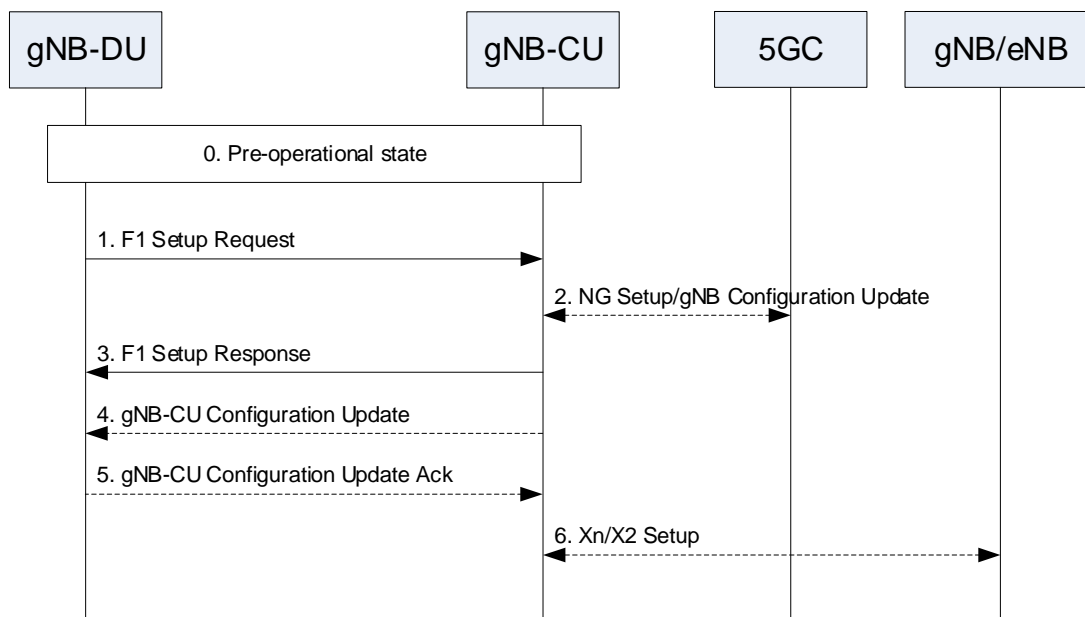 gNB-DU
gNB-CU
5GC
gNB/eNB
0. Pre-operational state
1. F1 Setup Request
2. NG Setup/gNB Configuration Update
3. F1 Setup Response
4. gNB-CU Configuration Update
5. gNB-CU Configuration Update Ack
6. Xn/X2 Setup